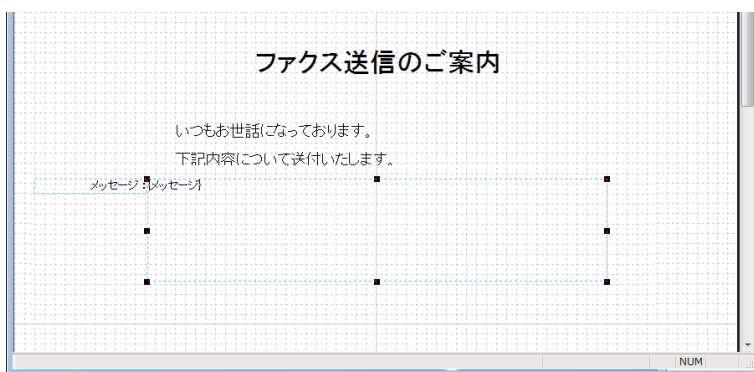 ファクス送信のご案内
いつもお世話になっております。
下記内容について送付いたします。
メッセージ：{メッセージ}
NUM